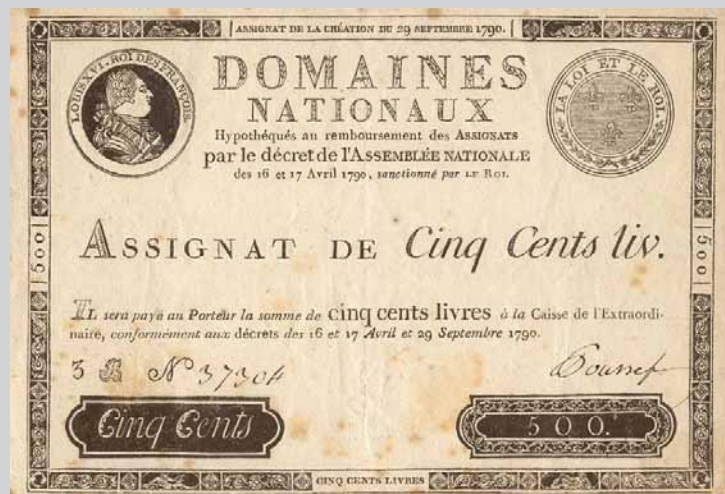 ASSIGNAT DE LA CRÉATION DU 29 SEPTEMBRE 1790.
LOUIS XVI · ROI DES FRANÇOIS.
DOMAINES
NATIONAUX
LA LOI ET LE ROI.
Hypothéqués au remboursement des ASSIGNATS
par le décret de l'ASSEMBLÉE NATIONALE
des 16 et 17 Avril 1790, sanctionné par LE ROI.
500
500
ASSIGNAT DE Cinq Cents liv.
IL sera payé au Porteur la somme de cinq cents livres à la Caisse de l'Extraordi-
naire, conformément aux décrets des 16 et 17 Avril et 29 Septembre 1790.
3 B Nº 37304
Cinq Cents
500.
CINQ CENTS LIVRES